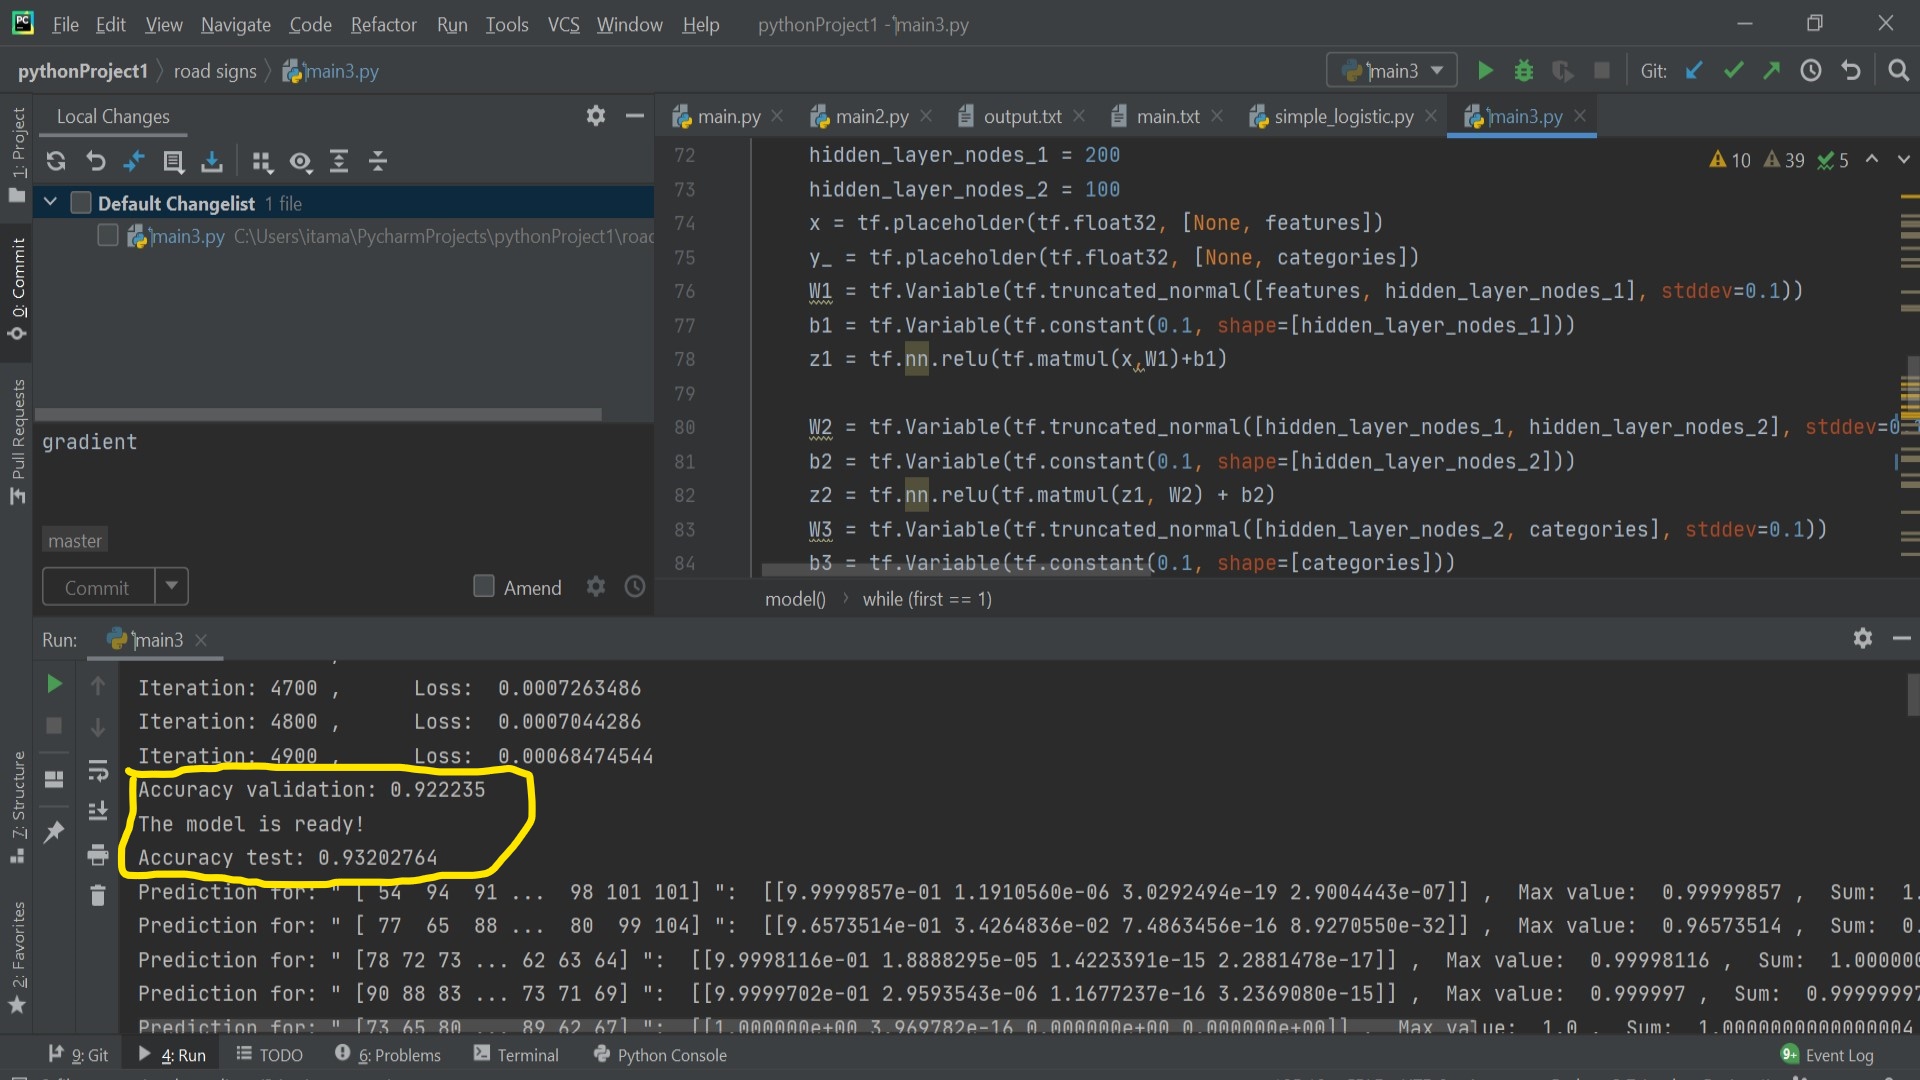 File Edit View Navigate Code Refactor Run Tools VCS Window Help pythonProject1 - main3.py
pythonProject1 road signs main3.py main3 Git:
1: Project
0: Commit
Pull Requests
7: Structure
2: Favorites
Local Changes
Default Changelist 1 file
main3.py C:\Users\itama\PycharmProjects\pythonProject1\road
gradient
master
Commit Amend
main.py main2.py output.txt main.txt simple_logistic.py main3.py
10 39 5
72 hidden_layer_nodes_1 = 200
73 hidden_layer_nodes_2 = 100
74 x = tf.placeholder(tf.float32, [None, features])
75 y_ = tf.placeholder(tf.float32, [None, categories])
76 W1 = tf.Variable(tf.truncated_normal([features, hidden_layer_nodes_1], stddev=0.1))
77 b1 = tf.Variable(tf.constant(0.1, shape=[hidden_layer_nodes_1]))
78 z1 = tf.nn.relu(tf.matmul(x,W1)+b1)
79
80 W2 = tf.Variable(tf.truncated_normal([hidden_layer_nodes_1, hidden_layer_nodes_2], stddev=0.1
81 b2 = tf.Variable(tf.constant(0.1, shape=[hidden_layer_nodes_2]))
82 z2 = tf.nn.relu(tf.matmul(z1, W2) + b2)
83 W3 = tf.Variable(tf.truncated_normal([hidden_layer_nodes_2, categories], stddev=0.1))
84 b3 = tf.Variable(tf.constant(0.1, shape=[categories]))
model() while (first == 1)
Run: main3
Iteration: 4700 , Loss: 0.0007263486
Iteration: 4800 , Loss: 0.0007044286
Iteration: 4900 , Loss: 0.00068474544
Accuracy validation: 0.922235
The model is ready!
Accuracy test: 0.93202764
Prediction for: " [ 54 94 91 ... 98 101 101] ": [[9.9999857e-01 1.1910560e-06 3.0292494e-19 2.9004443e-07]] , Max value: 0.99999857 , Sum: 1.
Prediction for: " [ 77 65 88 ... 80 99 104] ": [[9.6573514e-01 3.4264836e-02 7.4863456e-16 8.9270550e-32]] , Max value: 0.96573514 , Sum: 0.
Prediction for: " [78 72 73 ... 62 63 64] ": [[9.9998116e-01 1.8888295e-05 1.4223391e-15 2.2881478e-17]] , Max value: 0.99998116 , Sum: 1.000000
Prediction for: " [90 88 83 ... 73 71 69] ": [[9.9999702e-01 2.9593543e-06 1.1677237e-16 3.2369080e-15]] , Max value: 0.999997 , Sum: 0.99999997
Prediction for: " [73 65 80 ... 89 62 67] ": [[1.000000e+00 3.969782e-16 0.000000e+00 0.000000e+00]] , Max value: 1.0 , Sum: 1.0000000000000004
9: Git 4: Run TODO 6: Problems Terminal Python Console 9+ Event Log